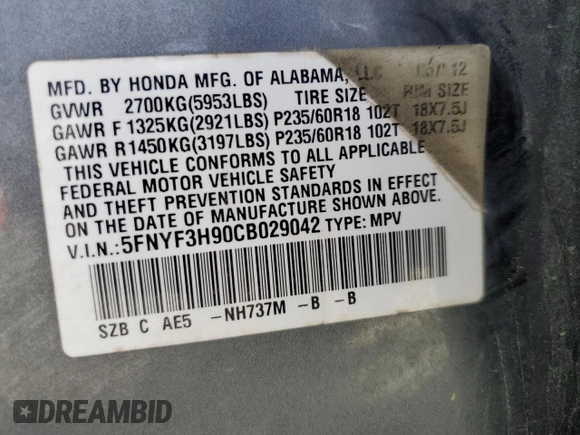 MFD. BY HONDA MFG. OF ALABAMA, LLC 12
GVWR 2700KG(5953LBS) TIRE SIZE RIM SIZE
GAWR F 1325KG(2921LBS) P235/60R18 102T 18X7.5J
GAWR R 1450KG(3197LBS) P235/60R18 102T 18X7.5J
THIS VEHICLE CONFORMS TO ALL APPLICABLE
FEDERAL MOTOR VEHICLE SAFETY
AND THEFT PREVENTION STANDARDS IN EFFECT
ON THE DATE OF MANUFACTURE SHOWN ABOVE.
V.I.N.:5FNYF3H90CB029042 TYPE: MPV
SZB C AE5 -NH737M -B -B
DREAMBID